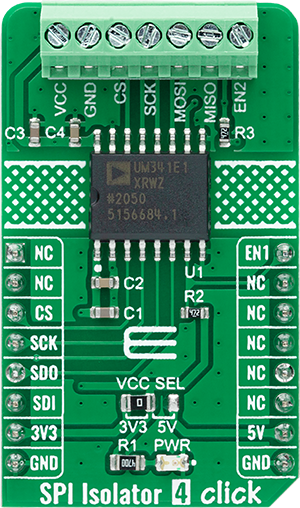 VCC GND CS SCK MOSI MISO EN2
C3 C4 R3
UM341E1
XRWZ
#2050
5156684.1
U1
NC EN1
NC C2 R2 NC
CS C1 NC
SCK NC
SDO NC
SDI VCC SEL NC
0
3V3 3V3 5V 5V
R1 PWR
GND 4700 GND
SPI Isolator 4 click